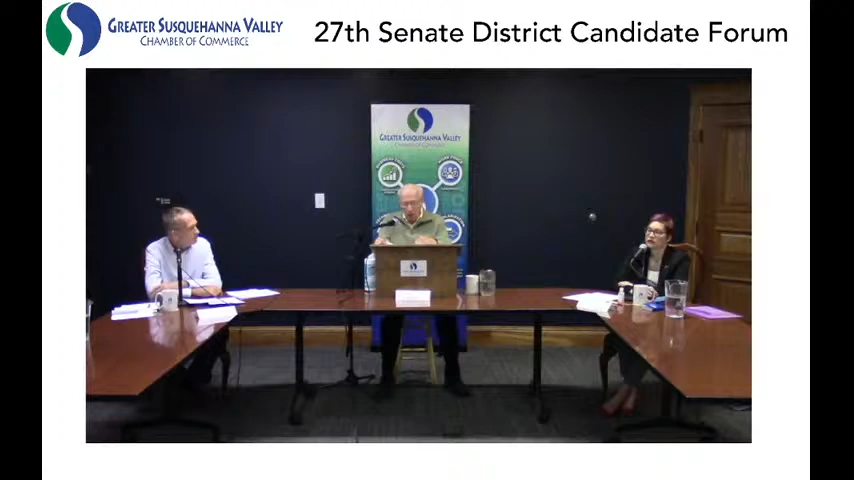 GREATER SUSQUEHANNA VALLEY
CHAMBER OF COMMERCE
27th Senate District Candidate Forum
GREATER SUSQUEHANNA VALLEY
CHAMBER OF COMMERCE